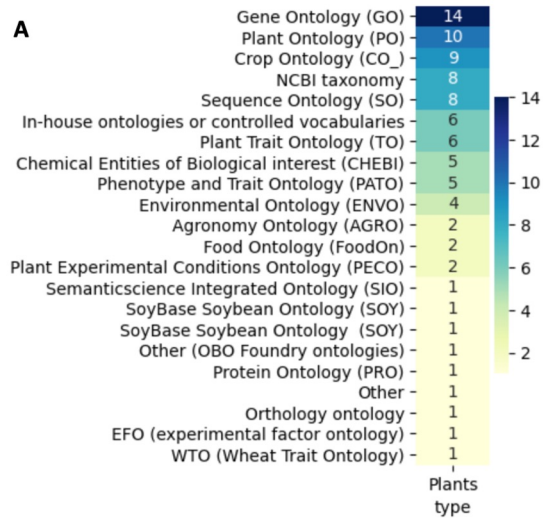 A
Gene Ontology (GO) 14
Plant Ontology (PO) 10
Crop Ontology (CO_) 9
NCBI taxonomy 8
Sequence Ontology (SO) 8
In-house ontologies or controlled vocabularies 6
Plant Trait Ontology (TO) 6
Chemical Entities of Biological interest (CHEBI) 5
Phenotype and Trait Ontology (PATO) 5
Environmental Ontology (ENVO) 4
Agronomy Ontology (AGRO) 2
Food Ontology (FoodOn) 2
Plant Experimental Conditions Ontology (PECO) 2
Semanticscience Integrated Ontology (SIO) 1
SoyBase Soybean Ontology (SOY) 1
SoyBase Soybean Ontology  (SOY) 1
Other (OBO Foundry ontologies) 1
Protein Ontology (PRO) 1
Other 1
Orthology ontology 1
EFO (experimental factor ontology) 1
WTO (Wheat Trait Ontology) 1
Plants
type
14
12
10
8
6
4
2